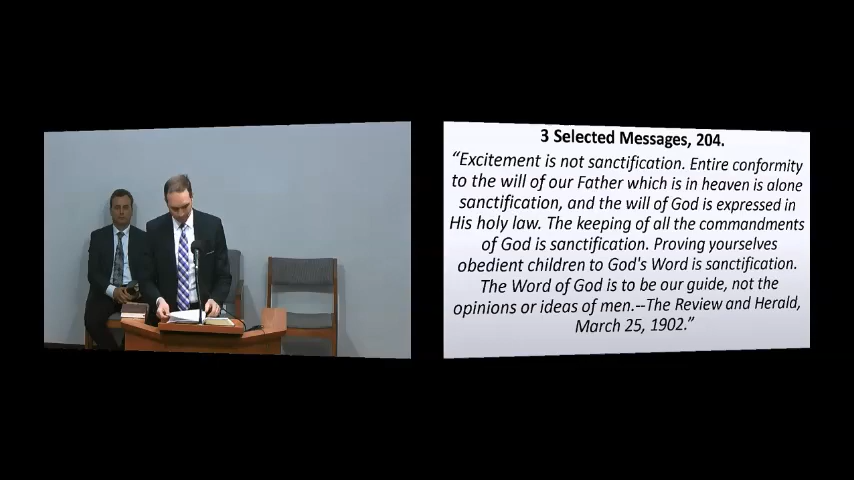 3 Selected Messages, 204.
“Excitement is not sanctification. Entire conformity
to the will of our Father which is in heaven is alone
sanctification, and the will of God is expressed in
His holy law. The keeping of all the commandments
of God is sanctification. Proving yourselves
obedient children to God's Word is sanctification.
The Word of God is to be our guide, not the
opinions or ideas of men.--The Review and Herald,
March 25, 1902.”